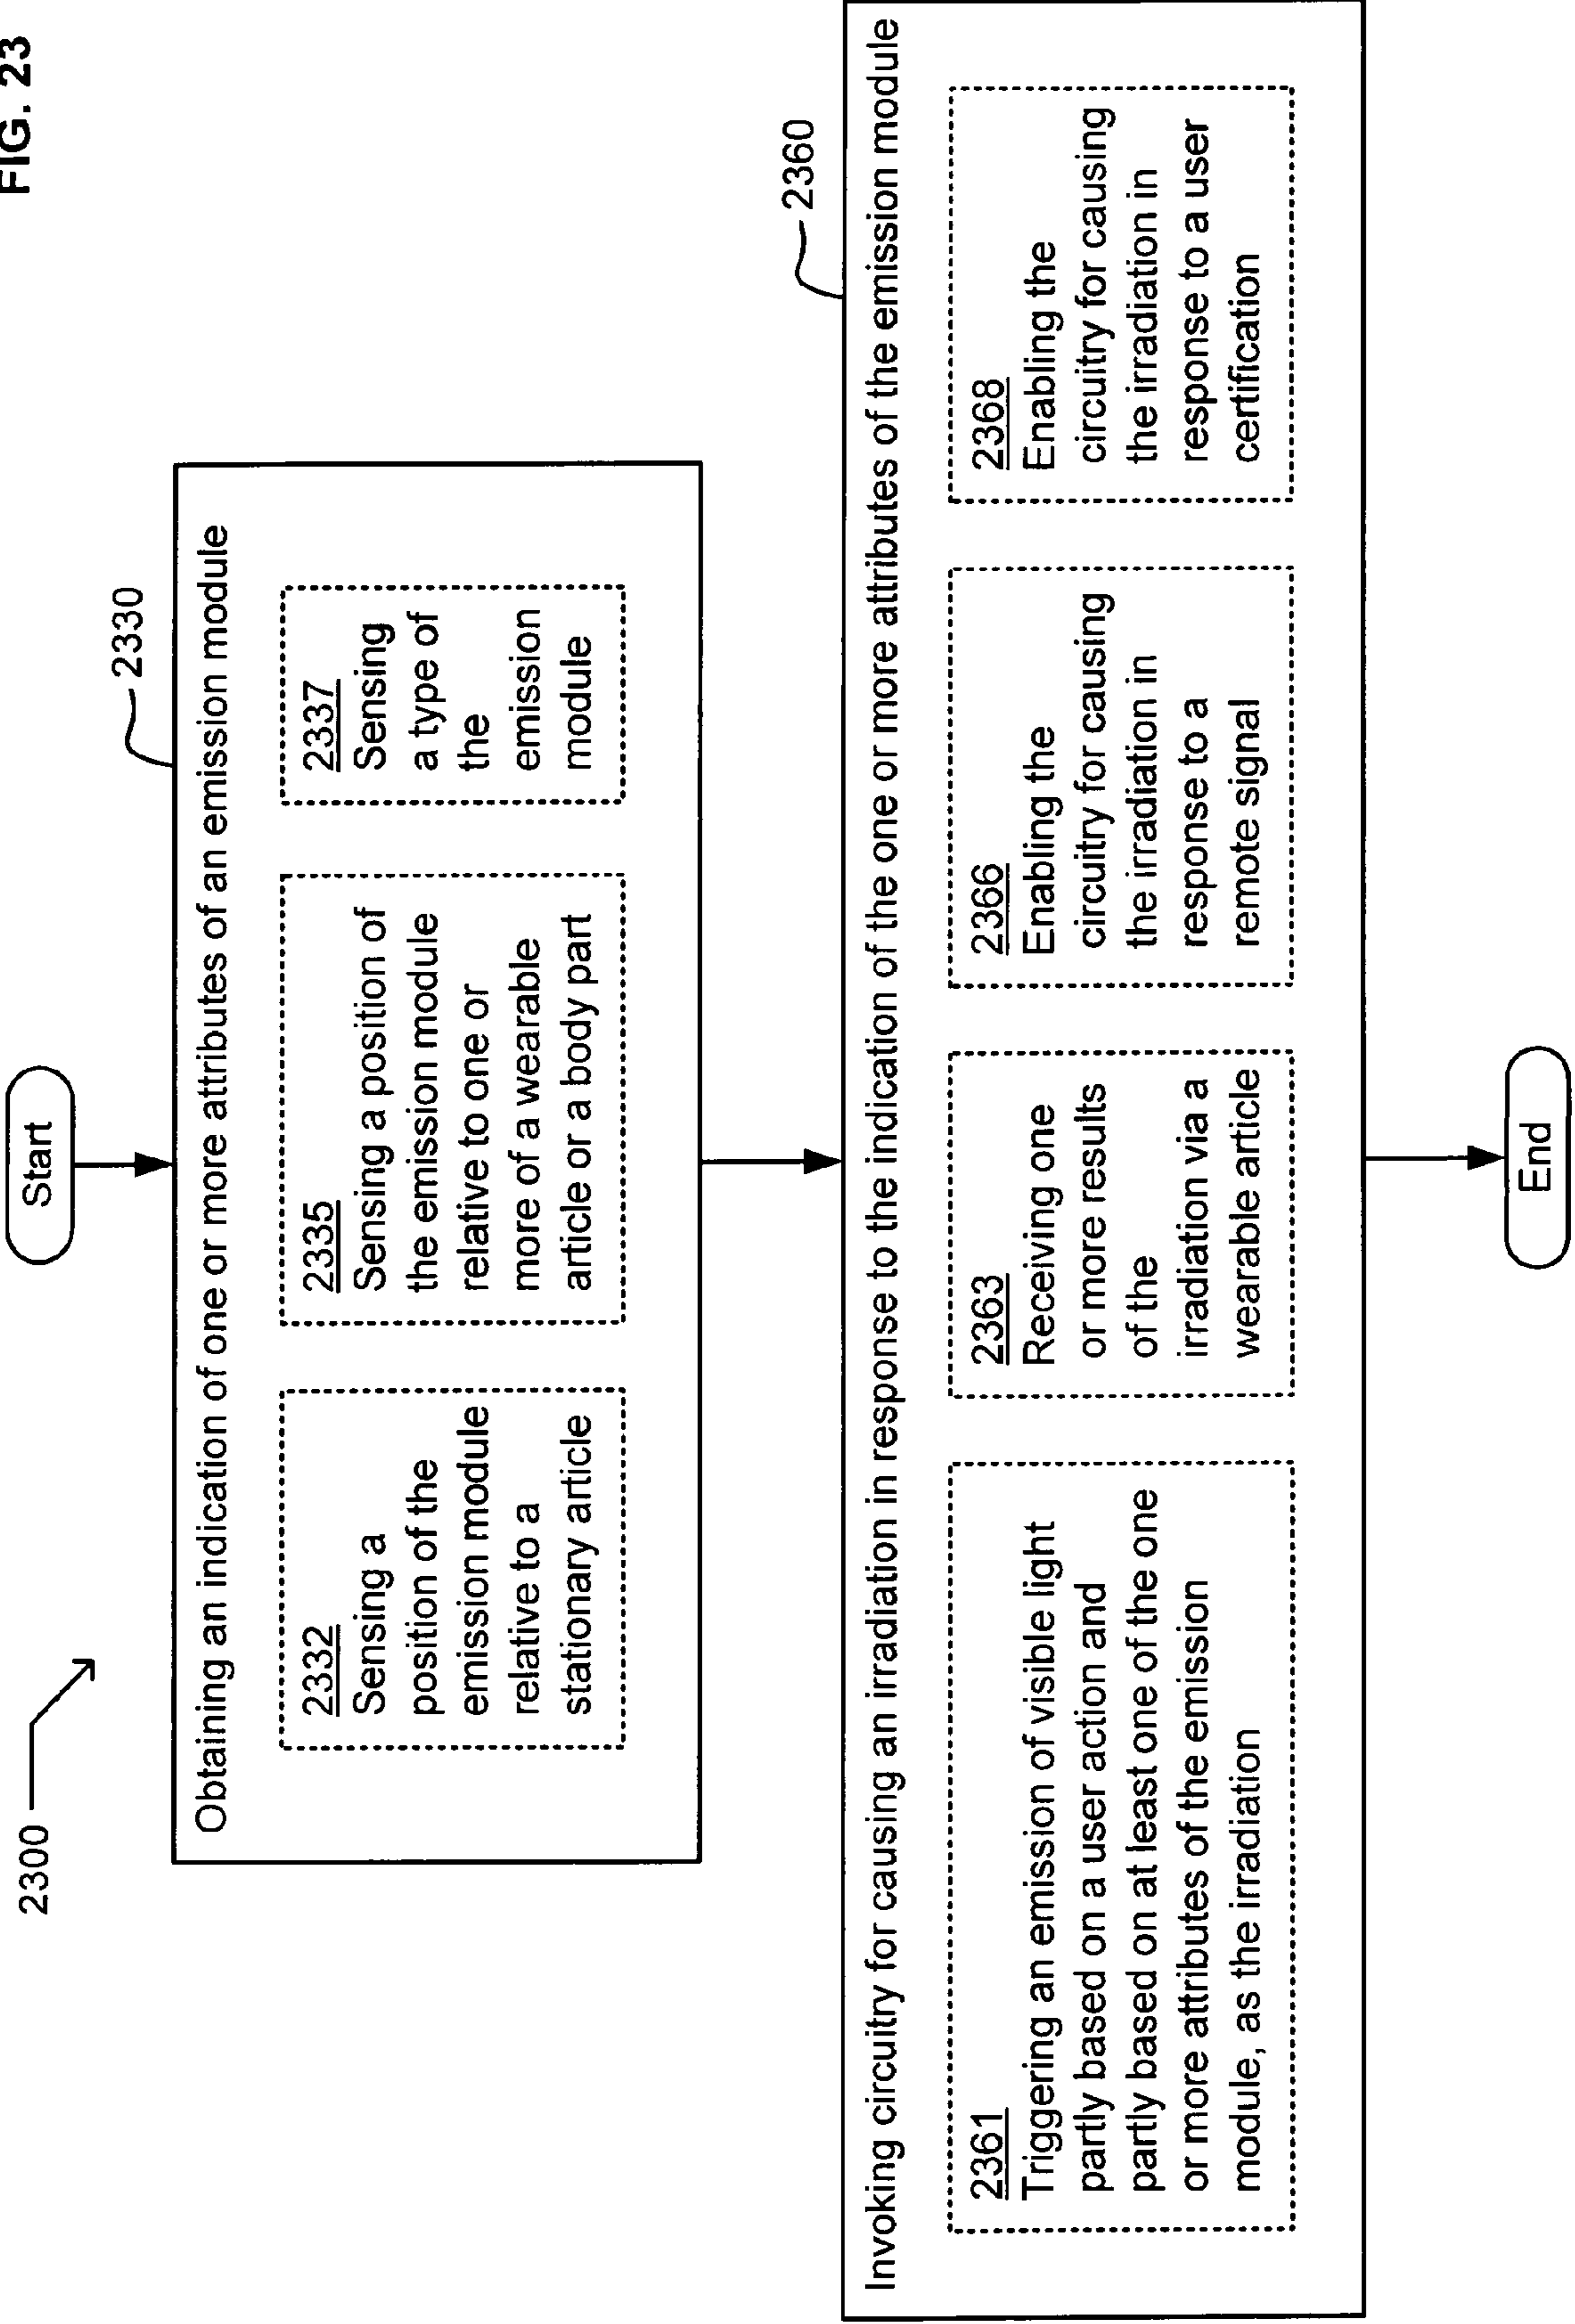 FIG. 23
2300
Start
2330
Obtaining an indication of one or more attributes of an emission module
2332
Sensing a
position of the
emission module
relative to a
stationary article
2335
Sensing a position of
the emission module
relative to one or
more of a wearable
article or a body part
2337
Sensing
a type of
the
emission
module
2360
Invoking circuitry for causing an irradiation in response to the indication of the one or more attributes of the emission module
2361
Triggering an emission of visible light
partly based on a user action and
partly based on at least one of the one
or more attributes of the emission
module, as the irradiation
2363
Receiving one
or more results
of the
irradiation via a
wearable article
2366
Enabling the
circuitry for causing
the irradiation in
response to a
remote signal
2368
Enabling the
circuitry for causing
the irradiation in
response to a user
certification
End